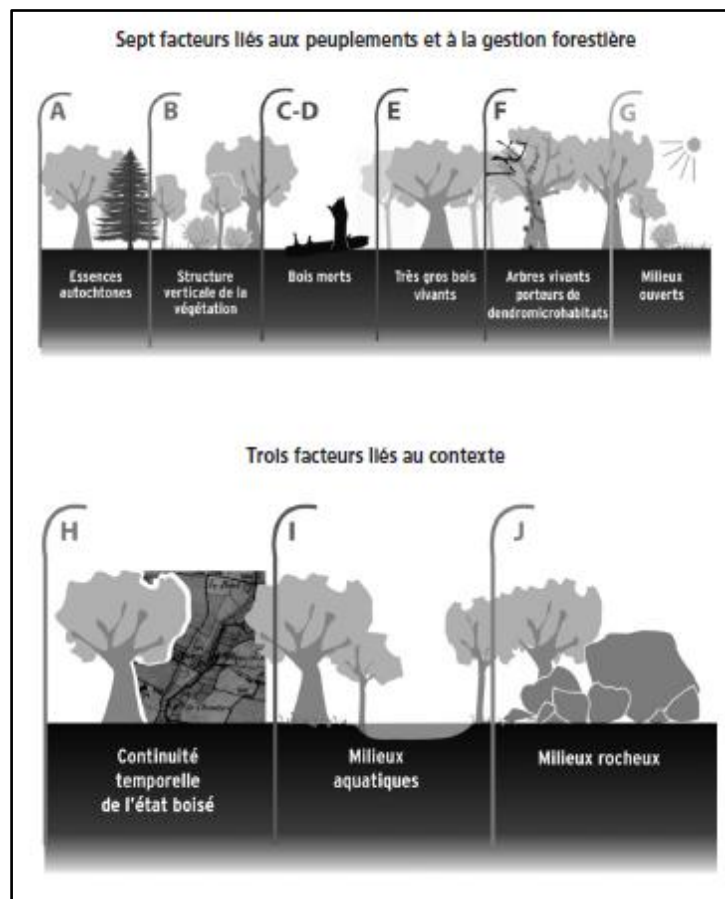 Sept facteurs liés aux peuplements et à la gestion forestière
A
B
C-D
E
F
G
Essences
autochtones
Structure
verticale de la
végétation
Bois morts
Très gros bois
vivants
Arbres vivants
porteurs de
dendromicrohabitats
Milieux
ouverts
Trois facteurs liés au contexte
H
I
J
Continuité
temporelle
de l'état boisé
Milieux
aquatiques
Milieux rocheux